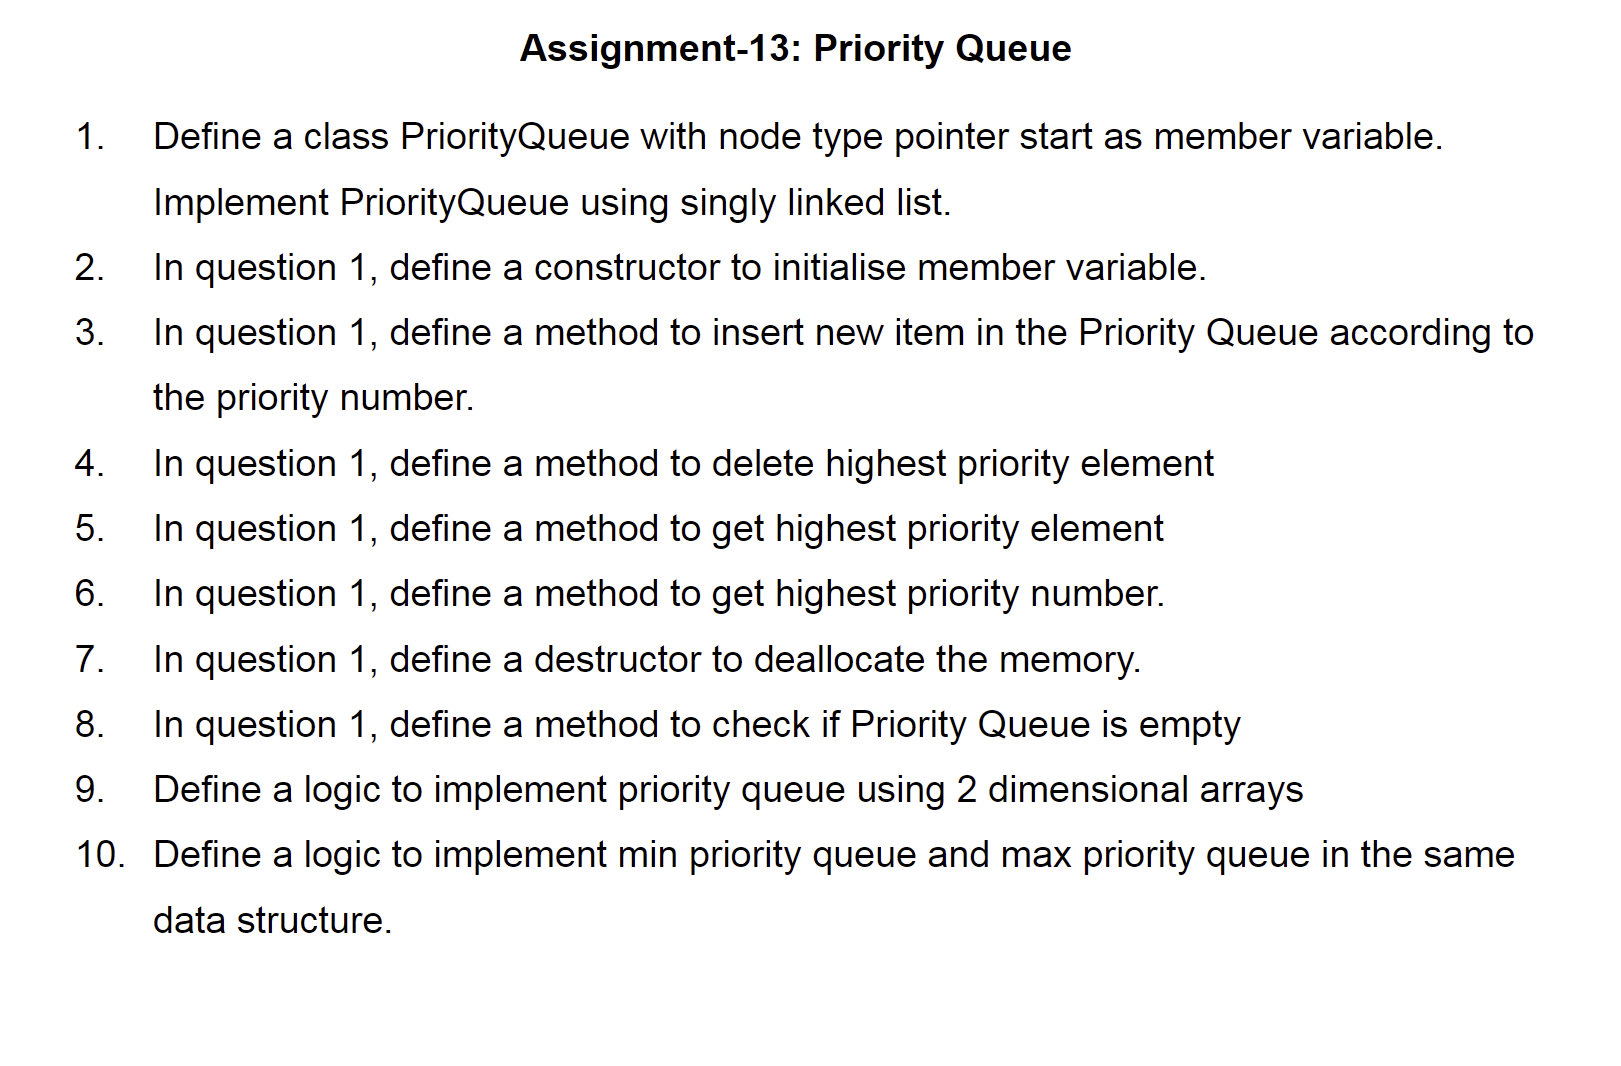 Assignment-13: Priority Queue
1. Define a class PriorityQueue with node type pointer start as member variable.
Implement PriorityQueue using singly linked list.
2. In question 1, define a constructor to initialise member variable.
3. In question 1, define a method to insert new item in the Priority Queue according to
the priority number.
4. In question 1, define a method to delete highest priority element
5. In question 1, define a method to get highest priority element
6. In question 1, define a method to get highest priority number.
7. In question 1, define a destructor to deallocate the memory.
8. In question 1, define a method to check if Priority Queue is empty
9. Define a logic to implement priority queue using 2 dimensional arrays
10. Define a logic to implement min priority queue and max priority queue in the same
data structure.